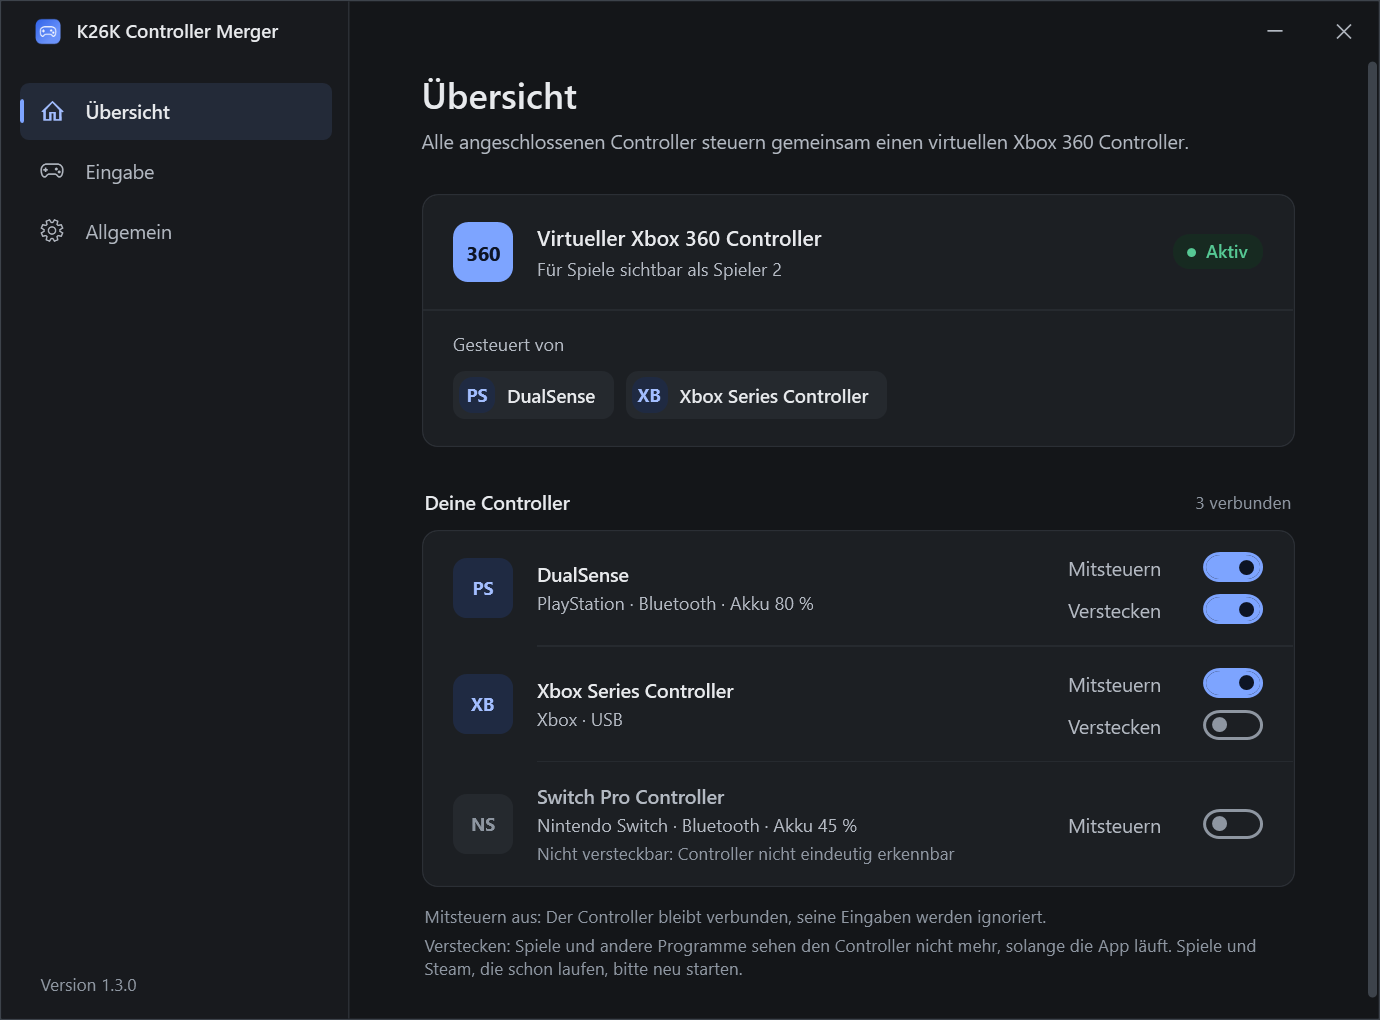 K26K Controller Merger
Übersicht
Eingabe
Allgemein
Version 1.3.0
Übersicht
Alle angeschlossenen Controller steuern gemeinsam einen virtuellen Xbox 360 Controller.
360
Virtueller Xbox 360 Controller
Für Spiele sichtbar als Spieler 2
Aktiv
Gesteuert von
PS DualSense XB Xbox Series Controller
Deine Controller 3 verbunden
PS
DualSense
PlayStation · Bluetooth · Akku 80 %
Mitsteuern
Verstecken
XB
Xbox Series Controller
Xbox · USB
Mitsteuern
Verstecken
NS
Switch Pro Controller
Nintendo Switch · Bluetooth · Akku 45 %
Nicht versteckbar: Controller nicht eindeutig erkennbar
Mitsteuern
Mitsteuern aus: Der Controller bleibt verbunden, seine Eingaben werden ignoriert.
Verstecken: Spiele und andere Programme sehen den Controller nicht mehr, solange die App läuft. Spiele und
Steam, die schon laufen, bitte neu starten.